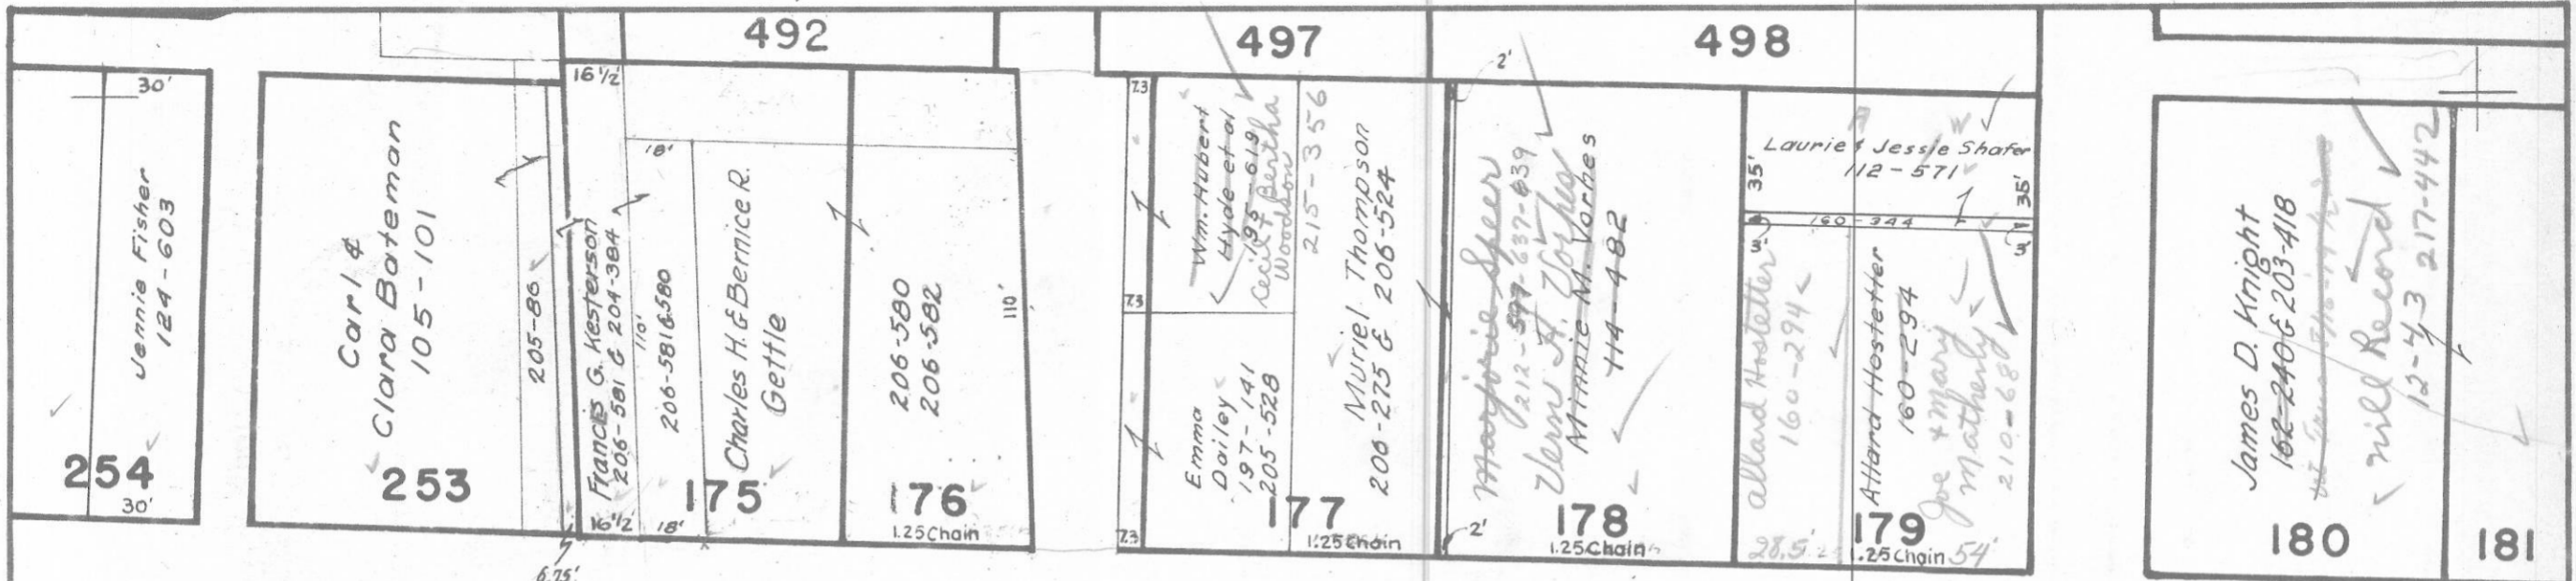 492
497
498
30'
Jennie Fisher
124-603
254
30'
Carl &
Clara Bateman
105-101
253
205-86
6.75'
16 1/2'
Francis G. Kesterson
206-581 & 204-384
16 1/2'
18'
110'
206-581 & 580
18'
Charles H. & Bernice R.
Gettle
175
206-580
206-582
110'
76
1.25 Chain
7.3
7.3
7.3
Wm. Hubert
Hyde et al
195-619
Cecil & Bertha
Woodson
215-356
Emma
Dailey
197-141
205-528
Muriel Thompson
206-275 & 206-524
177
1.25 Chain
2'
2'
Marjorie Speer
212-597-637-639
Vern A. Vorhes
Minnie M. Vorhes
114-482
178
1.25 Chain
Laurie & Jessie Shafer
112-571
35'
35'
160-344
3'
3'
Allard Hostetter
160-294
Allard Hostetter
160-294
Joe & Mary
Matherly
210-680
179
28.5'
1.25 Chain
54'
James D. Knight
162-240 & 203-418
Will Record
12-43 217-442
180
181